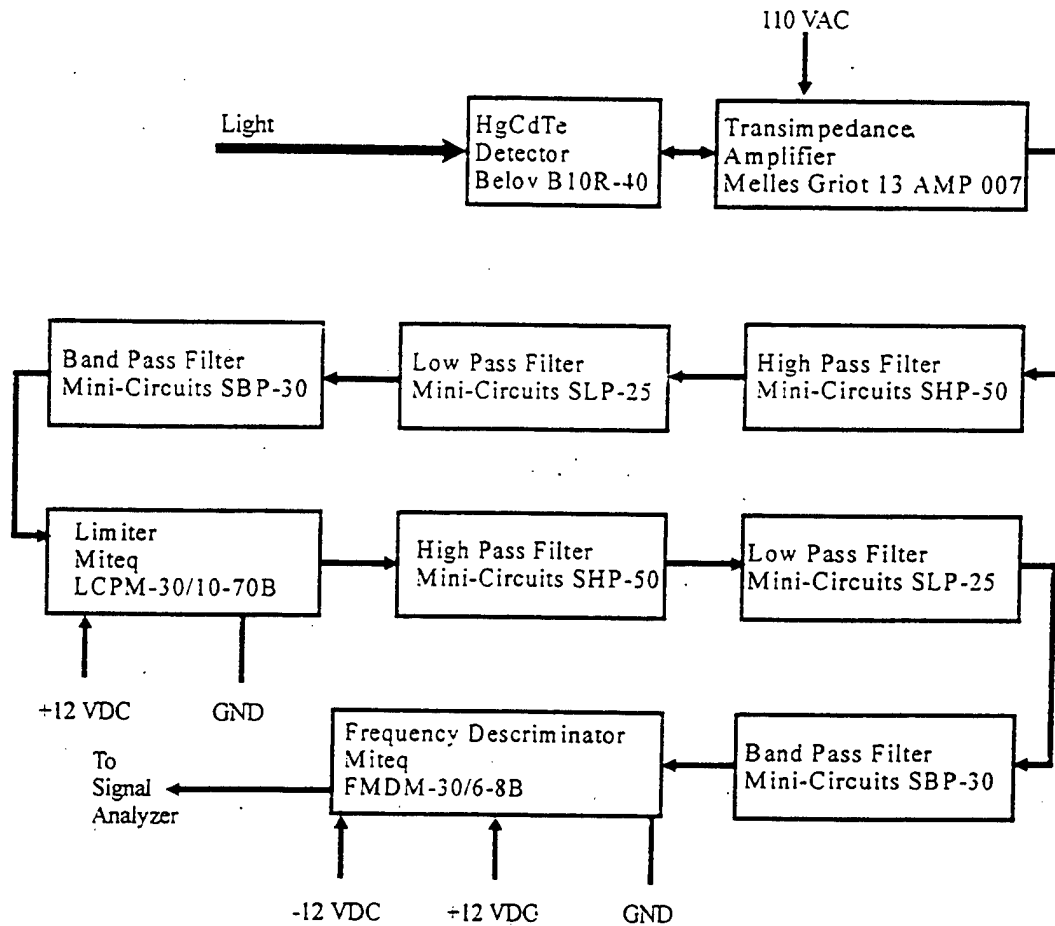 110 VAC
Light
HgCdTe
Detector
Belov B10R-40
Transimpedance
Amplifier
Melles Griot 13 AMP 007
Band Pass Filter
Mini-Circuits SBP-30
Low Pass Filter
Mini-Circuits SLP-25
High Pass Filter
Mini-Circuits SHP-50
Limiter
Miteq
LCPM-30/10-70B
High Pass Filter
Mini-Circuits SHP-50
Low Pass Filter
Mini-Circuits SLP-25
+12 VDC
GND
To
Signal
Analyzer
Frequency Descriminator
Miteq
FMDM-30/6-8B
Band Pass Filter
Mini-Circuits SBP-30
-12 VDC
+12 VDC
GND